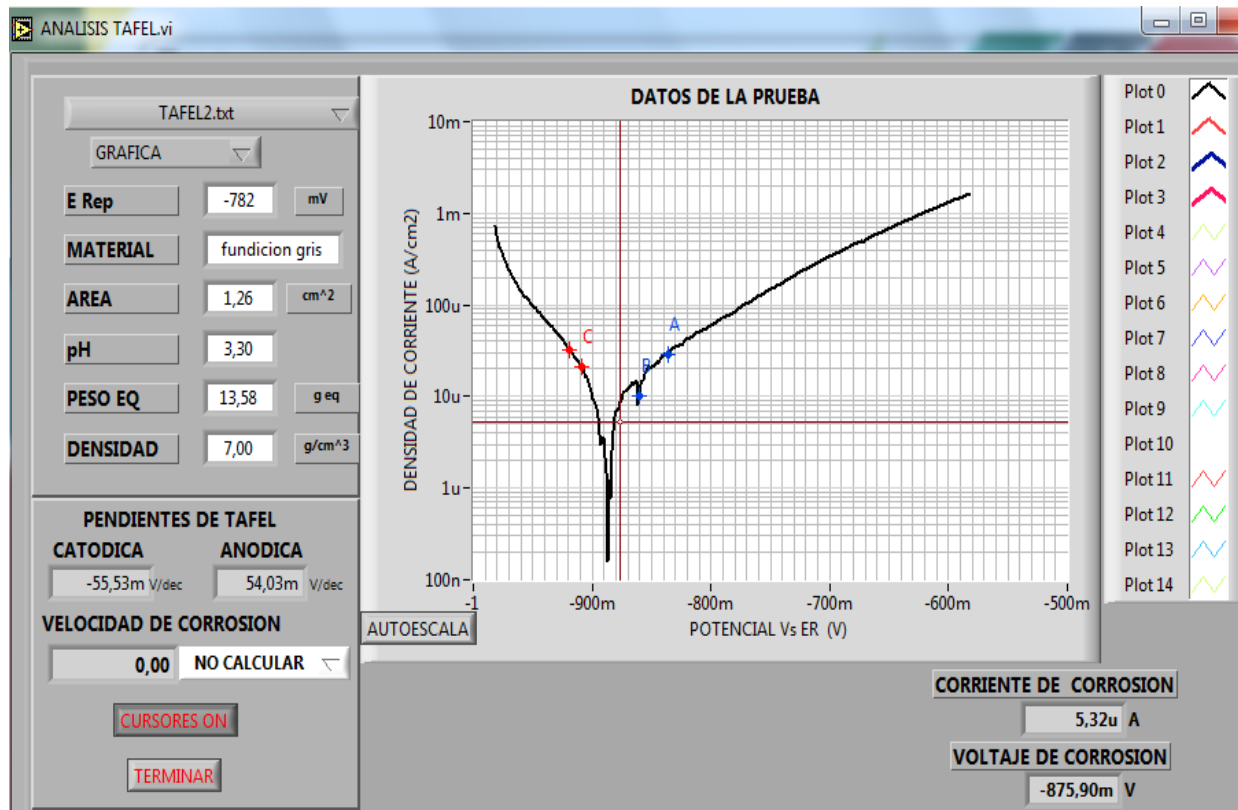 ANALISIS TAFEL.vi
TAFEL2.txt
GRAFICA
E Rep -782 mV
MATERIAL fundicion gris
AREA 1,26 cm^2
pH 3,30
PESO EQ 13,58 g eq
DENSIDAD 7,00 g/cm^3
PENDIENTES DE TAFEL
CATODICA ANODICA
-55,53m V/dec 54,03m V/dec
VELOCIDAD DE CORROSION
0,00 NO CALCULAR
CURSORES ON
TERMINAR
DATOS DE LA PRUEBA
DENSIDAD DE CORRIENTE (A/cm2)
10m
1m
100u
10u
1u
100n
C
A
B
-1 -900m -800m -700m -600m -500m
POTENCIAL Vs ER (V)
AUTOESCALA
Plot 0
Plot 1
Plot 2
Plot 3
Plot 4
Plot 5
Plot 6
Plot 7
Plot 8
Plot 9
Plot 10
Plot 11
Plot 12
Plot 13
Plot 14
CORRIENTE DE CORROSION
5,32u A
VOLTAJE DE CORROSION
-875,90m V